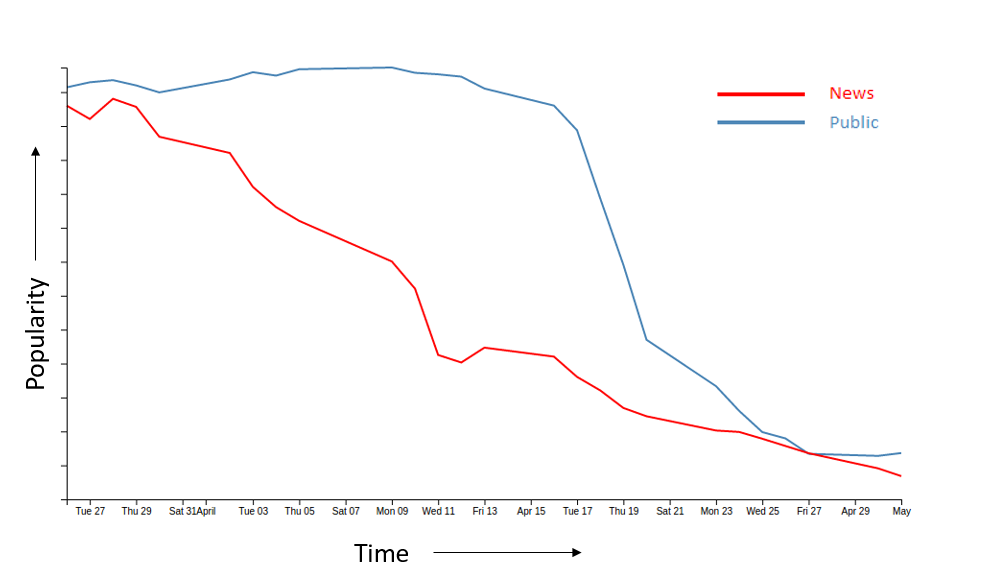 News
Public
Popularity
Tue 27 Thu 29 Sat 31 April Tue 03 Thu 05 Sat 07 Mon 09 Wed 11 Fri 13 Apr 15 Tue 17 Thu 19 Sat 21 Mon 23 Wed 25 Fri 27 Apr 29 May
Time